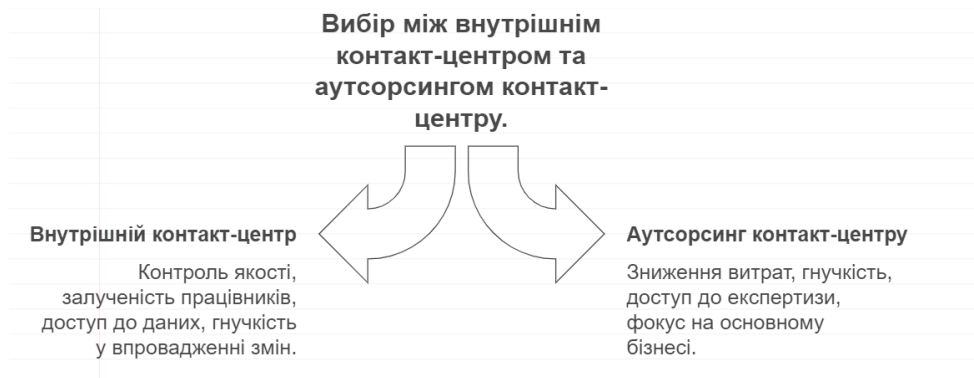 Вибір між внутрішнім
контакт-центром та
аутсорсингом контакт-
центру.
Внутрішній контакт-центр
Контроль якості,
залученість працівників,
доступ до даних, гнучкість
у впровадженні змін.
Аутсорсинг контакт-центру
Зниження витрат, гнучкість,
доступ до експертизи,
фокус на основному
бізнесі.